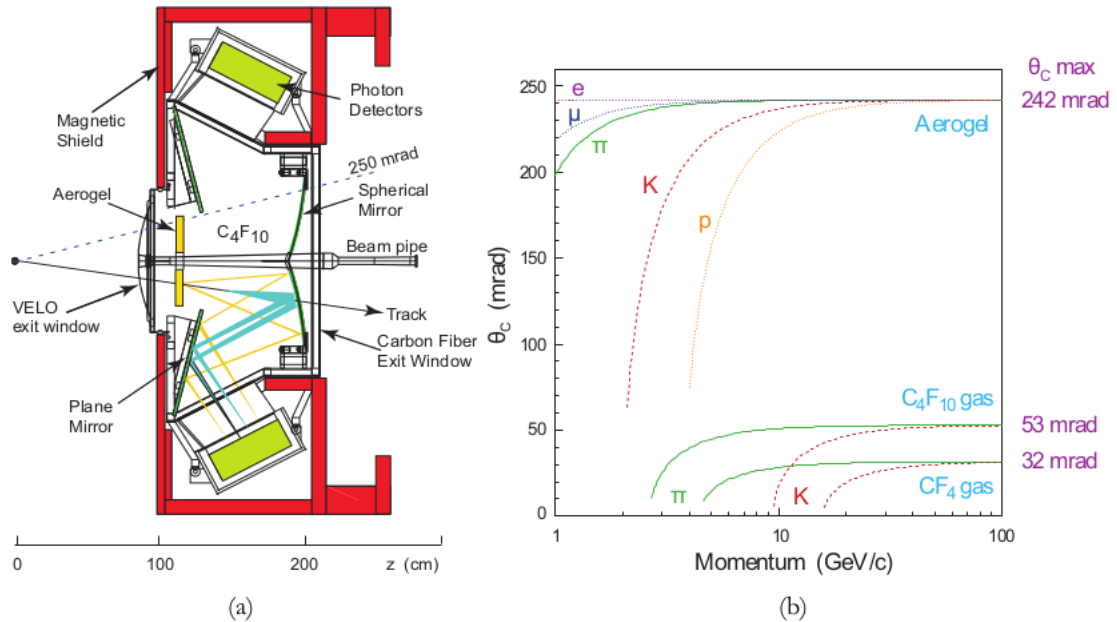 Magnetic
Shield
Photon
Detectors
250 mrad
Aerogel
Spherical
Mirror
C₄F₁₀
Beam pipe
VELO
exit window
Track
Carbon Fiber
Exit Window
Plane
Mirror
0 100 200 z (cm)
(a)
θC max
250
e
242 mrad
μ
Aerogel
π
200
K
p
150
θC (mrad)
100
C₄F₁₀ gas
50
53 mrad
32 mrad
π
K
CF₄ gas
0
1 10 100
Momentum (GeV/c)
(b)